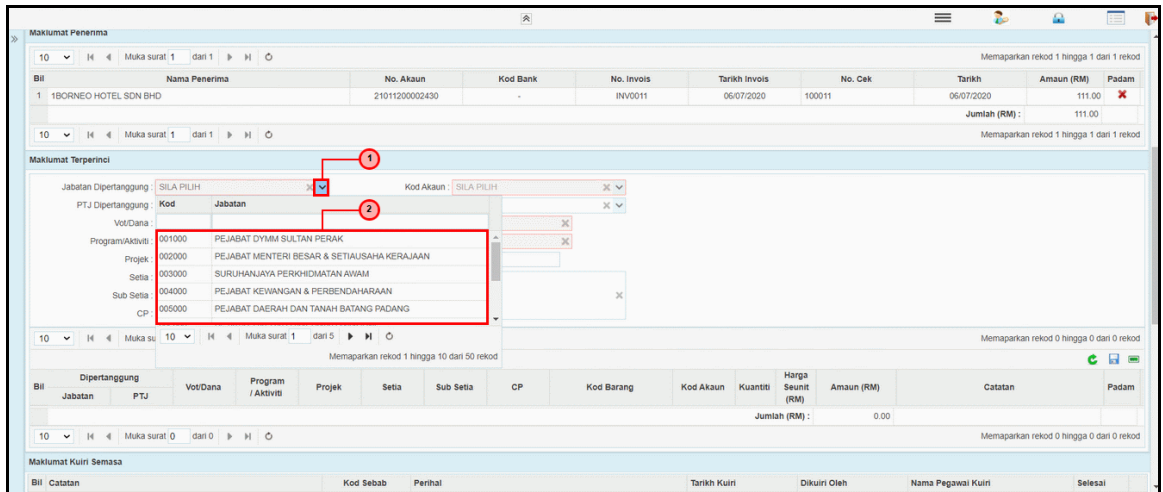 Maklumat Penerima
10 Muka surat 1 dari 1 Memaparkan rekod 1 hingga 1 dari 1 rekod
Bil Nama Penerima No. Akaun Kod Bank No. Invois Tarikh Invois No. Cek Tarikh Amaun (RM) Padam
1 1BORNEO HOTEL SDN BHD 21011200002430 - INV0011 06/07/2020 100011 06/07/2020 111.00
Jumlah (RM) : 111.00
10 Muka surat 1 dari 1 Memaparkan rekod 1 hingga 1 dari 1 rekod
Maklumat Terperinci
1
Jabatan Dipertanggung : SILA PILIH Kod Akaun : SILA PILIH
PTJ Dipertanggung : Kod Jabatan
2
Vot/Dana :
Program/Aktiviti : 001000 PEJABAT DYMM SULTAN PERAK
Projek : 002000 PEJABAT MENTERI BESAR & SETIAUSAHA KERAJAAN
Setia : 003000 SURUHANJAYA PERKHIDMATAN AWAM
Sub Setia : 004000 PEJABAT KEWANGAN & PERBENDAHARAAN
CP : 005000 PEJABAT DAERAH DAN TANAH BATANG PADANG
10 Muka su 10 Muka surat 1 dari 5 Memaparkan rekod 0 hingga 0 dari 0 rekod
Memaparkan rekod 1 hingga 10 dari 50 rekod
Bil Dipertanggung Vot/Dana Program / Aktiviti Projek Setia Sub Setia CP Kod Barang Kod Akaun Kuantiti Harga Seunit (RM) Amaun (RM) Catatan Padam
Jabatan PTJ
Jumlah (RM) : 0.00
10 Muka surat 0 dari 0 Memaparkan rekod 0 hingga 0 dari 0 rekod
Maklumat Kuiri Semasa
Bil Catatan Kod Sebab Perihal Tarikh Kuiri Dikuiri Oleh Nama Pegawai Kuiri Selesai